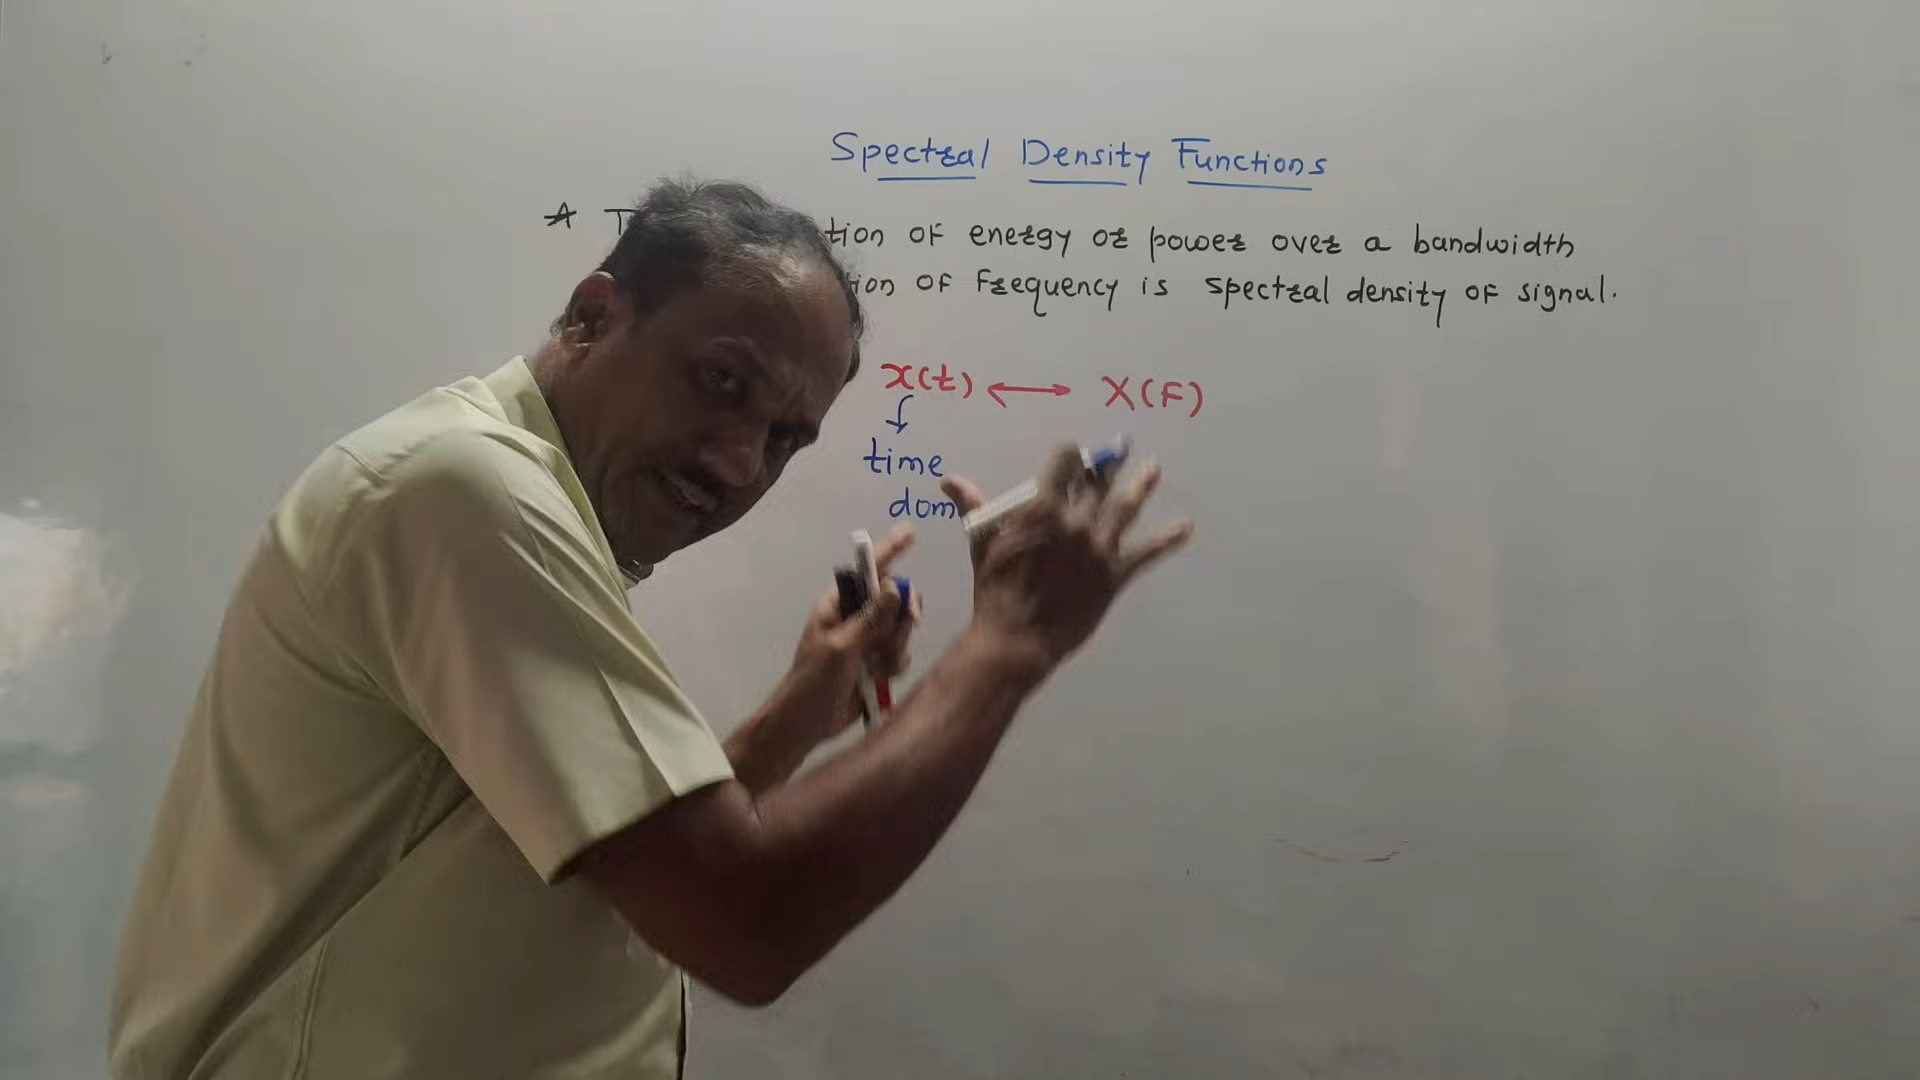 Spectral Density Functions
tion of energy or power over a bandwidth
tion of Frequency is spectral density of signal.
x(t) ⟷ X(F)
↓
time
dom